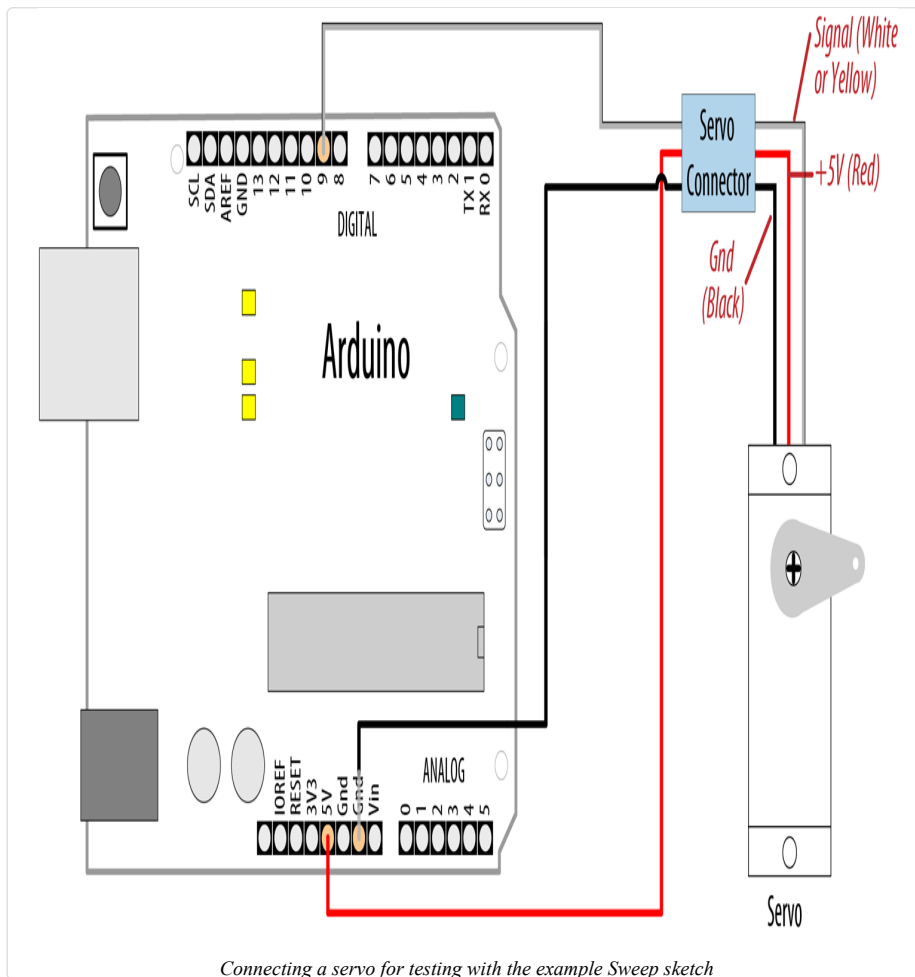 Signal (White
or Yellow)
Servo
Connector
+5V (Red)
Gnd
(Black)
SCL
SDA
AREF
GND
13
12
11
10
9
8
7
6
5
4
3
2
TX 1
RX 0
DIGITAL
Arduino
IOREF
RESET
3V3
5V
Gnd
Gnd
Vin
ANALOG
0
1
2
3
4
5
Servo
Connecting a servo for testing with the example Sweep sketch